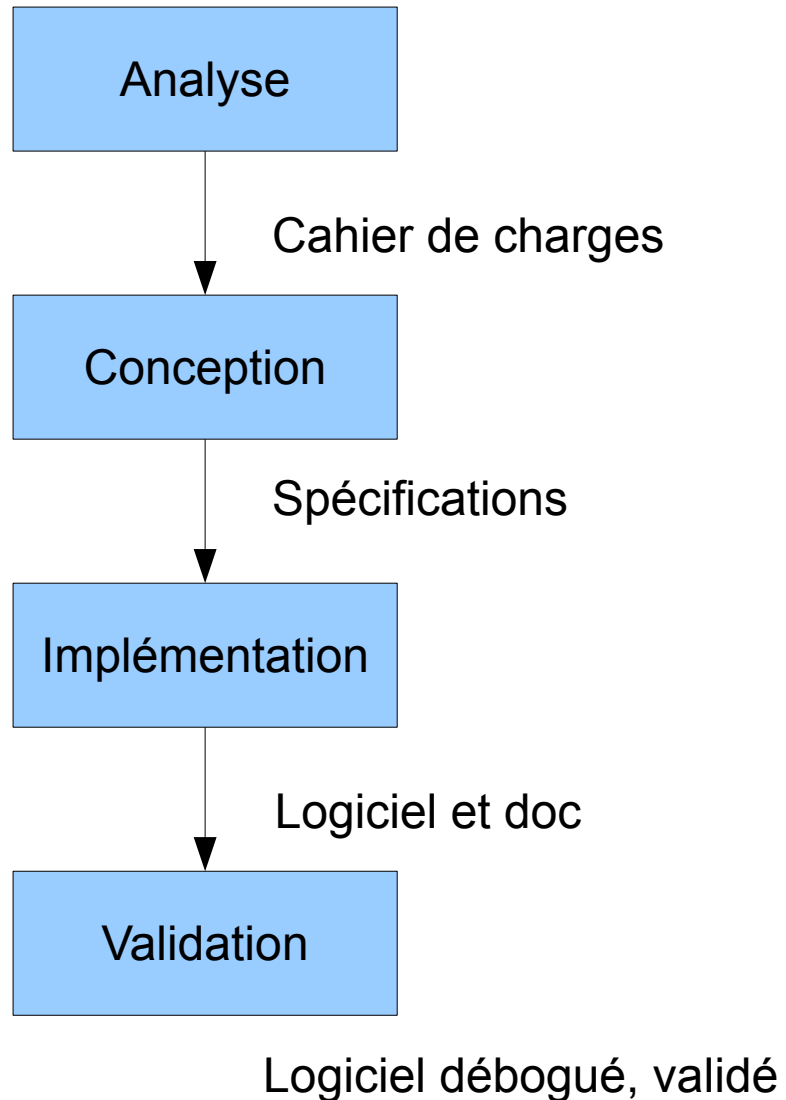 Analyse
Cahier de charges
Conception
Spécifications
Implémentation
Logiciel et doc
Validation
Logiciel débogué, validé